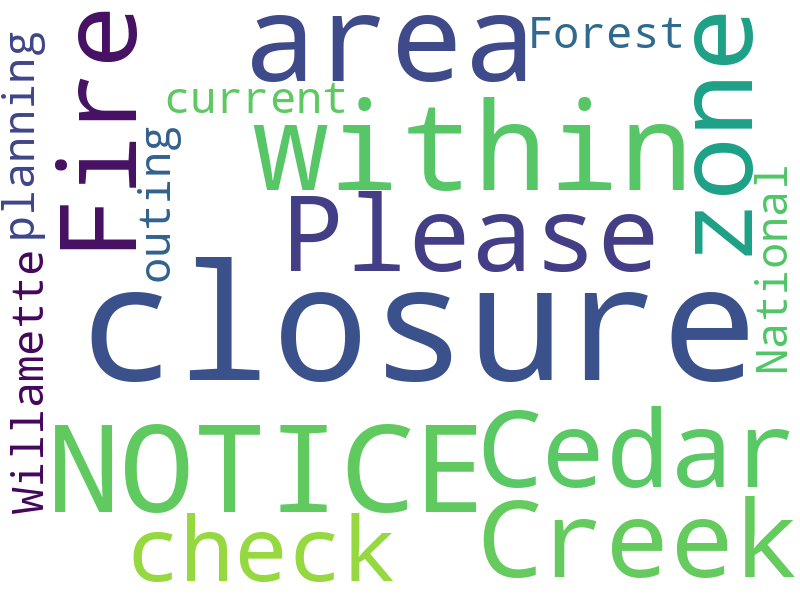 area
Forest
Fire
zone
planning
current
within
outing
Please
National
closure
Willamette
Cedar
NOTICE
Creek
check